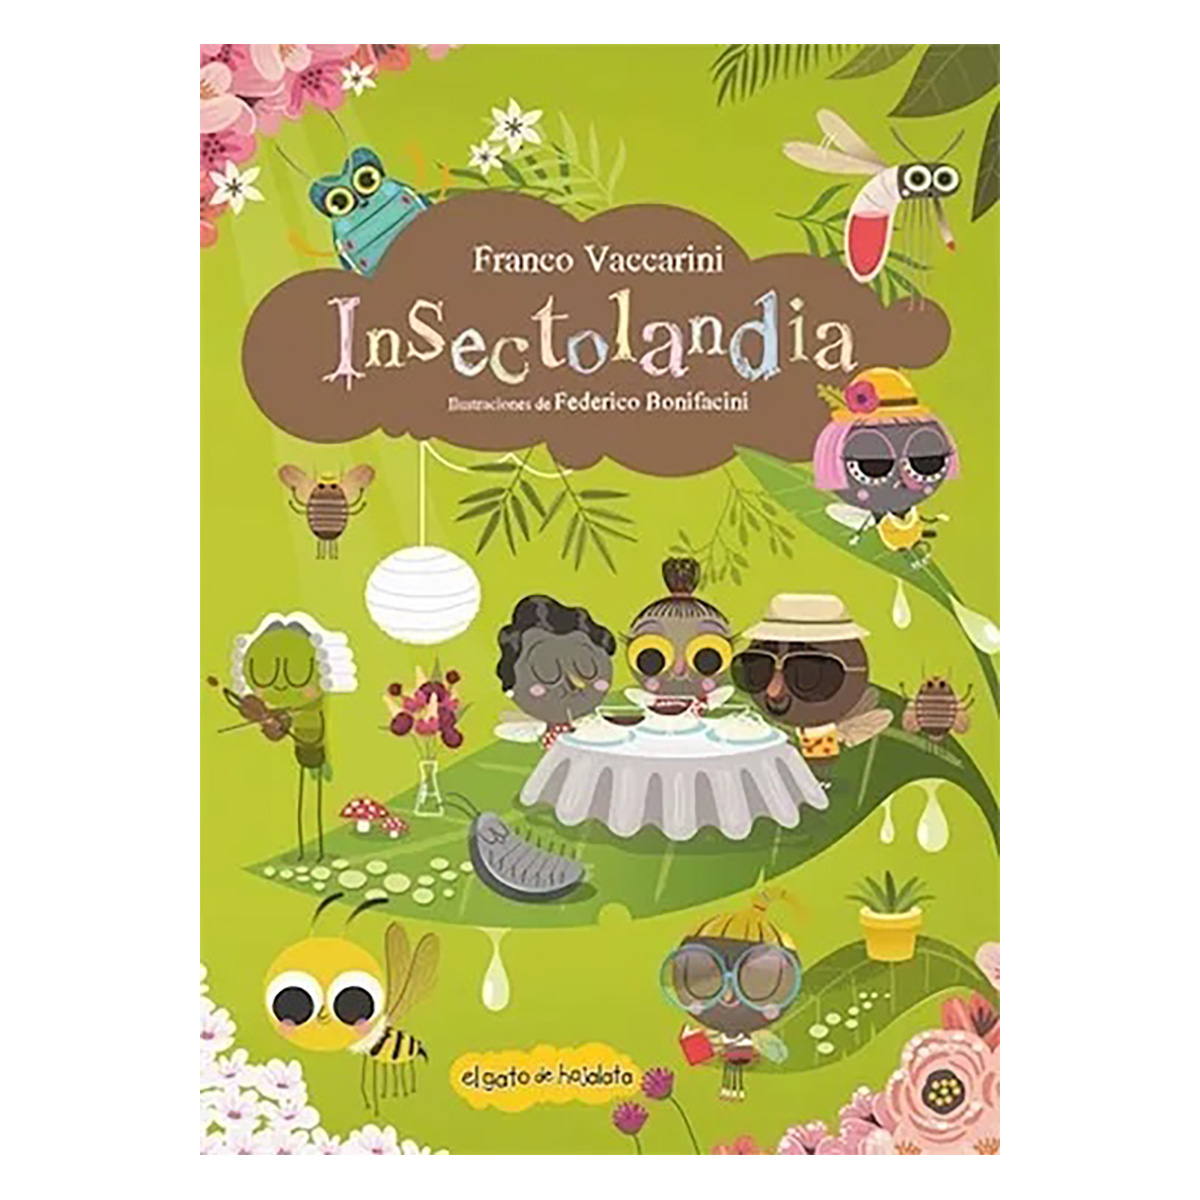 Franco Vaccarini
Insectolandia
Ilustraciones de Federico Bonifacini
el gato de hojalata